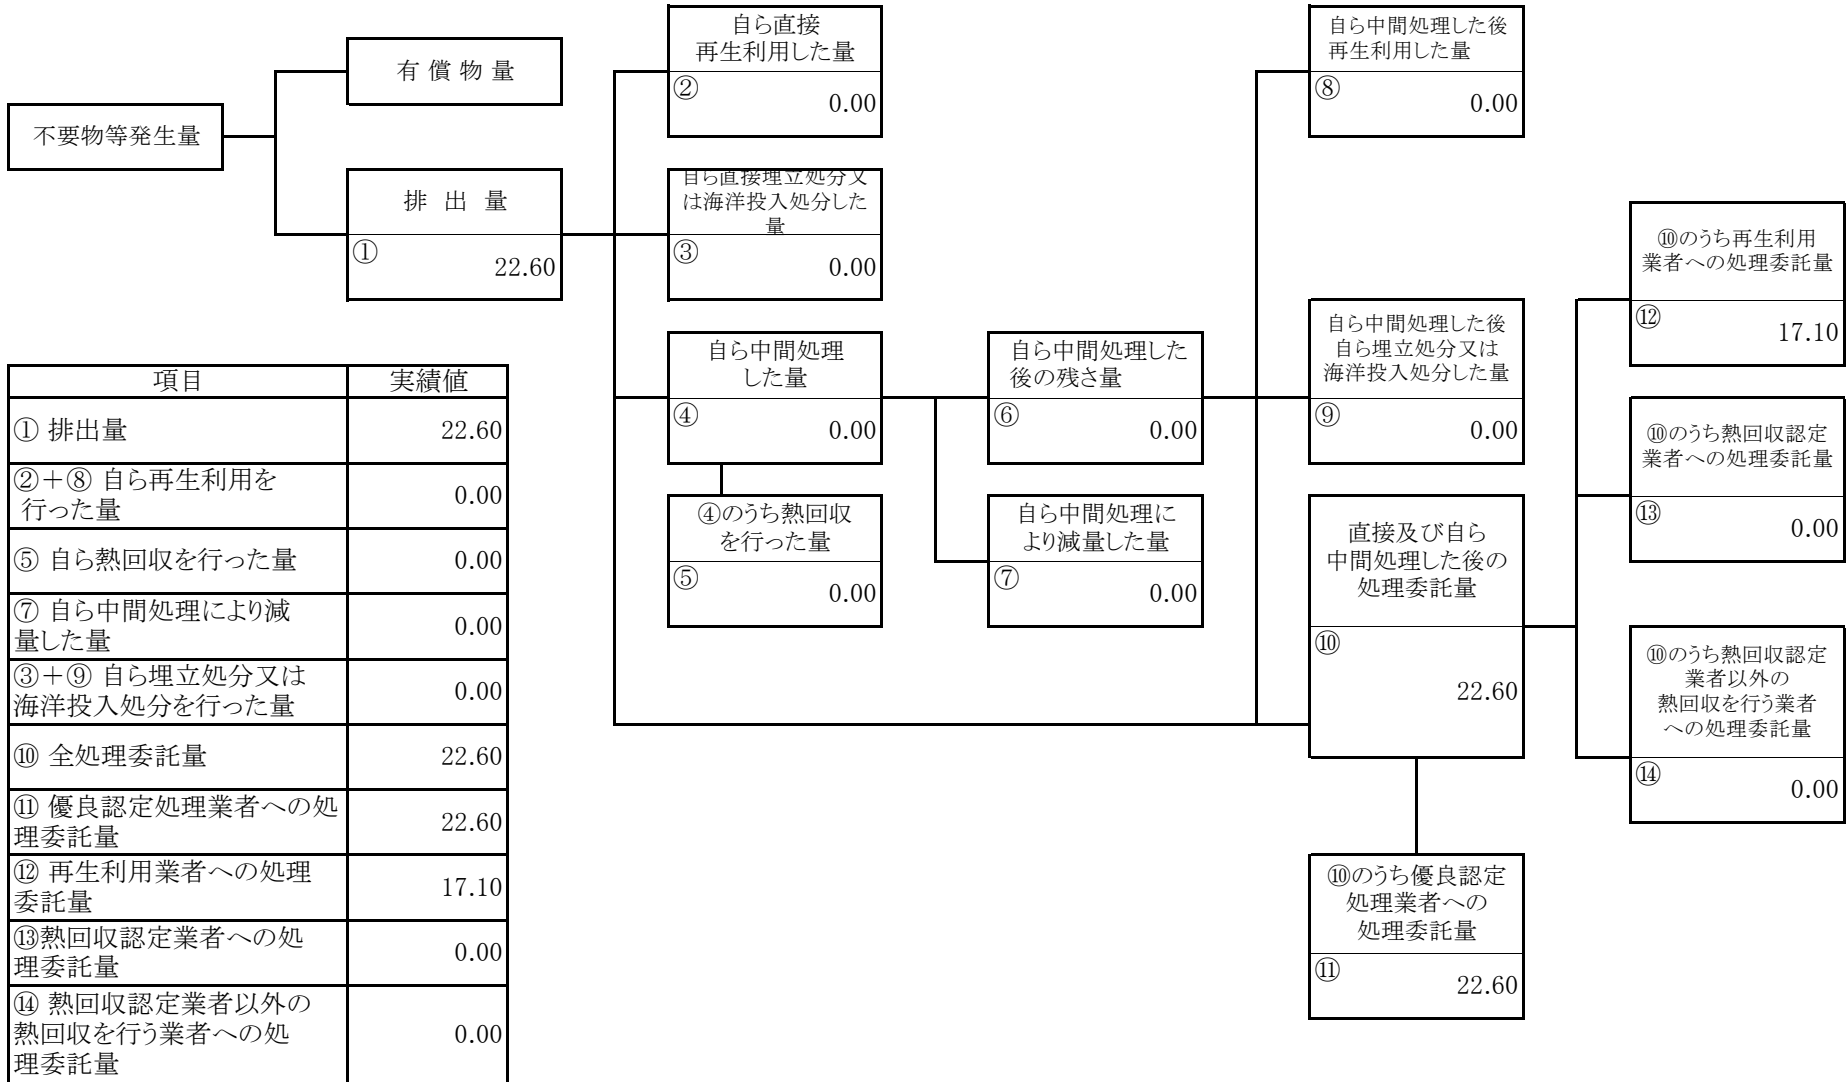 不要物等発生量
有償物量
排出量
①
22.60
自ら直接
再生利用した量
②
0.00
自ら直接埋立処分又
は海洋投入処分した
量
③
0.00
自ら中間処理
した量
④
0.00
④のうち熱回収
を行った量
⑤
0.00
自ら中間処理した
後の残さ量
⑥
0.00
自ら中間処理に
より減量した量
⑦
0.00
自ら中間処理した後
再生利用した量
⑧
0.00
自ら中間処理した後
自ら埋立処分又は
海洋投入処分した量
⑨
0.00
直接及び自ら
中間処理した後の
処理委託量
⑩
22.60
⑩のうち優良認定
処理業者への
処理委託量
⑪
22.60
⑩のうち再生利用
業者への処理委託量
⑫
17.10
⑩のうち熱回収認定
業者への処理委託量
⑬
0.00
⑩のうち熱回収認定
業者以外の
熱回収を行う業者
への処理委託量
⑭
0.00
項目 実績値
① 排出量 22.60
②＋⑧ 自ら再生利用を
行った量 0.00
⑤ 自ら熱回収を行った量 0.00
⑦ 自ら中間処理により減
量した量 0.00
③＋⑨ 自ら埋立処分又は
海洋投入処分を行った量 0.00
⑩ 全処理委託量 22.60
⑪ 優良認定処理業者への処
理委託量 22.60
⑫ 再生利用業者への処理
委託量 17.10
⑬熱回収認定業者への処
理委託量 0.00
⑭ 熱回収認定業者以外の
熱回収を行う業者への処
理委託量 0.00